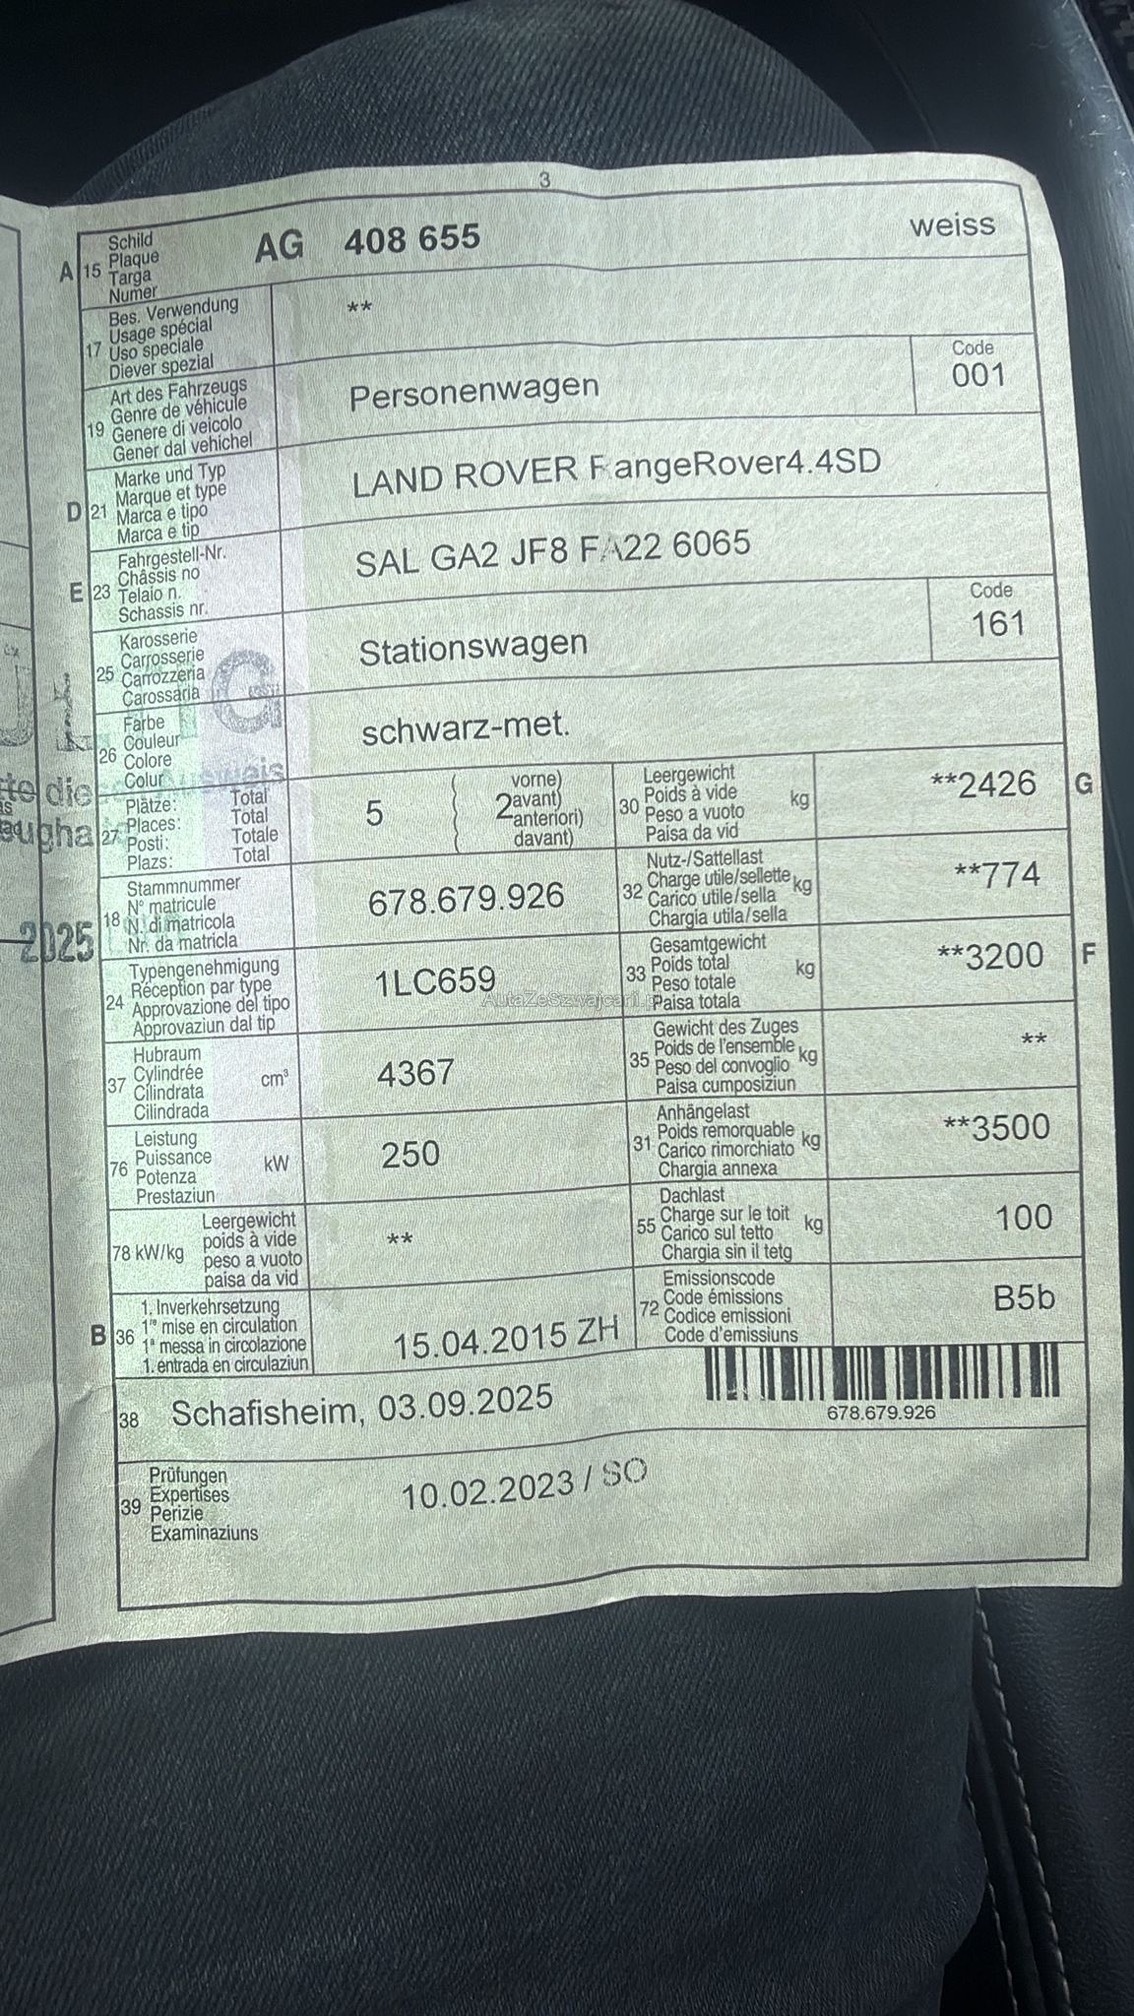 3
A 15 Schild
Plaque
Targa
Numer
AG 408 655 weiss
17 Bes. Verwendung
Usage spécial
Uso speciale
Diever spezial
**
19 Art des Fahrzeugs
Genre de véhicule
Genere di veicolo
Gener dal vehichel
Personenwagen
Code
001
D 21 Marke und Typ
Marque et type
Marca e tipo
Marca e tip
LAND ROVER RangeRover4.4SD
E 23 Fahrgestell-Nr.
Châssis no
Telaio n.
Schassis nr.
SAL GA2 JF8 FA22 6065
25 Karosserie
Carrosserie
Carrozzeria
Carossaria
Stationswagen
Code
161
26 Farbe
Couleur
Colore
Colur
schwarz-met.
27 Plätze: Total
Places: Total
Posti: Totale
Plazs: Total
5
2
vorne)
avant)
anteriori)
davant)
30 Leergewicht
Poids à vide
Peso a vuoto
Paisa da vid
kg
**2426
G
18 Stammnummer
N° matricule
N. di matricola
Nr. da matricla
678.679.926
32 Nutz-/Sattellast
Charge utile/sellette
Carico utile/sella
Chargia utila/sella
kg
**774
24 Typengenehmigung
Réception par type
Approvazione del tipo
Approvaziun dal tip
1LC659
33 Gesamtgewicht
Poids total
Peso totale
Paisa totala
kg
**3200
F
AutaZeSzwajcarii
37 Hubraum
Cylindrée
Cilindrata
Cilindrada
cm³
4367
35 Gewicht des Zuges
Poids de l'ensemble
Peso del convoglio
Paisa cumposiziun
kg
**
76 Leistung
Puissance
Potenza
Prestaziun
kW
250
31 Anhängelast
Poids remorquable
Carico rimorchiato
Chargia annexa
kg
**3500
78 kW/kg
Leergewicht
poids à vide
peso a vuoto
paisa da vid
**
55 Dachlast
Charge sur le toit
Carico sul tetto
Chargia sin il tetg
kg
100
B 36 1. Inverkehrsetzung
1re mise en circulation
1a messa in circolazione
1. entrada en circulaziun
15.04.2015 ZH
72 Emissionscode
Code émissions
Codice emissioni
Code d'emissiuns
B5b
38 Schafisheim, 03.09.2025
678.679.926
39 Prüfungen
Expertises
Perizie
Examinaziuns
10.02.2023 / SO
2025